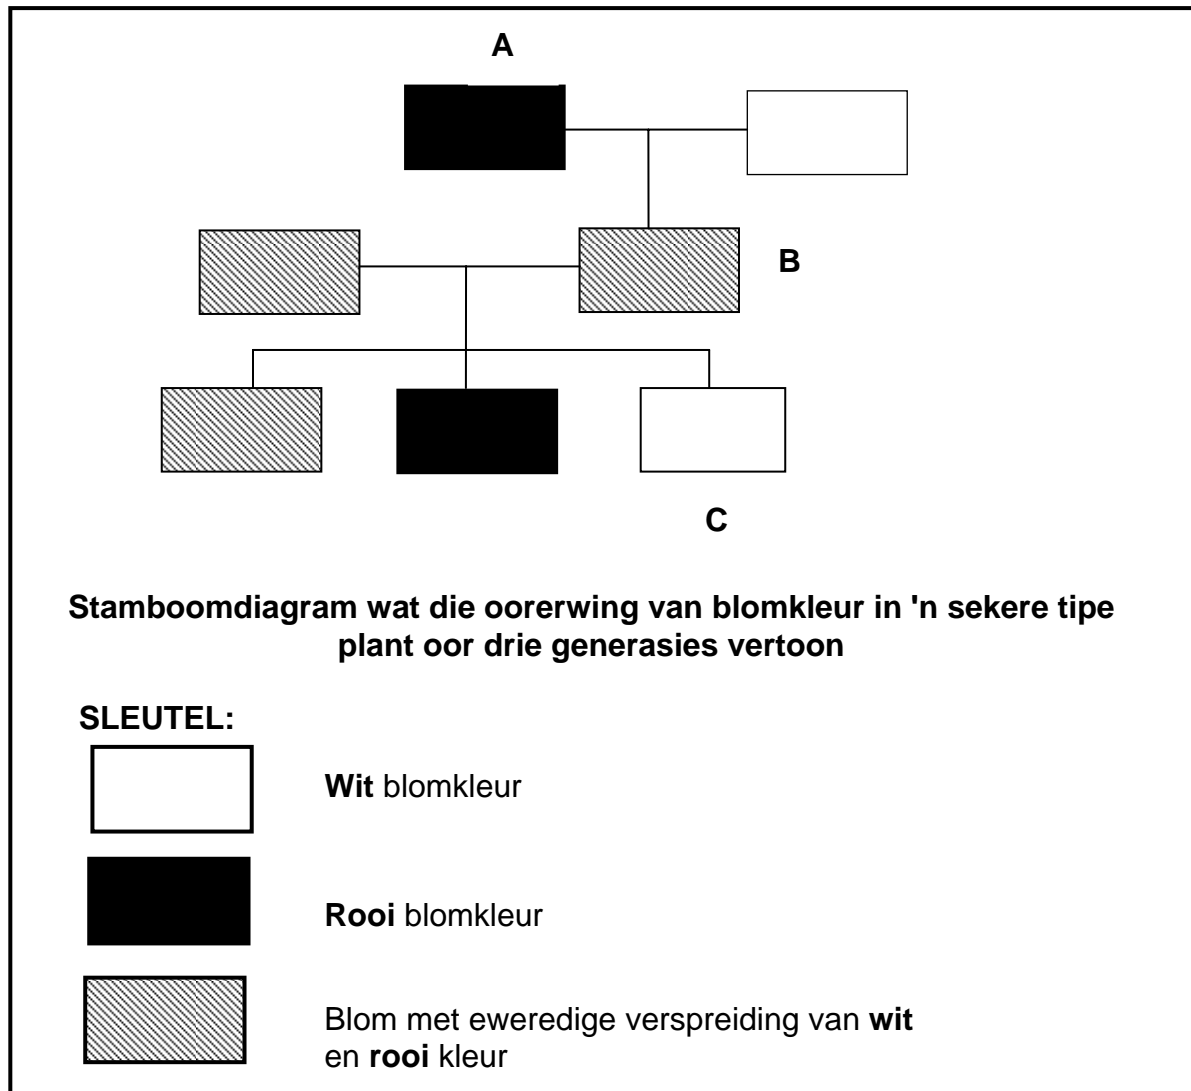 A
B
C
Stamboomdiagram wat die oorerwing van blomkleur in 'n sekere tipe
plant oor drie generasies vertoon
SLEUTEL:
Wit blomkleur
Rooi blomkleur
Blom met eweredige verspreiding van wit
en rooi kleur